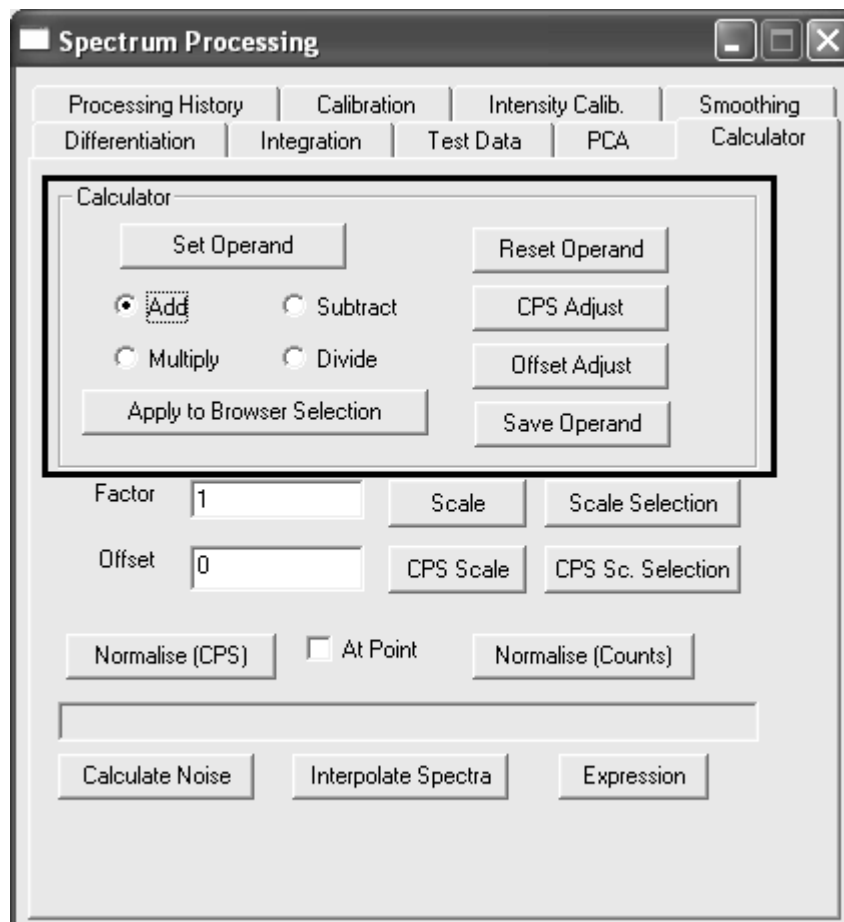 Spectrum Processing
Processing History Calibration Intensity Calib. Smoothing
Differentiation Integration Test Data PCA Calculator
Calculator
Set Operand Reset Operand
Add Subtract CPS Adjust
Multiply Divide Offset Adjust
Apply to Browser Selection Save Operand
Factor 1 Scale Scale Selection
Offset 0 CPS Scale CPS Sc. Selection
Normalise (CPS) At Point Normalise (Counts)
Calculate Noise Interpolate Spectra Expression